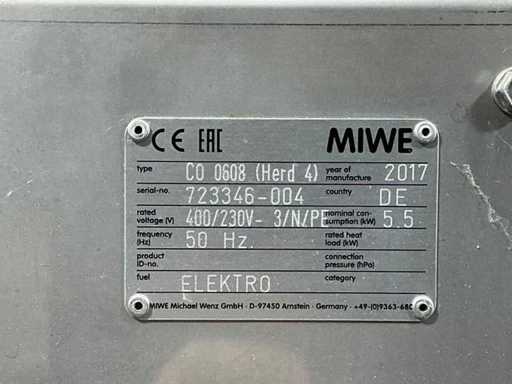 CE EAC MIWE
type CO 0608 (Herd 4) year of manufacture 2017
serial-no. 723346-004 country DE
rated voltage (V) 400/230V- 3/N/PE nominal con-sumption (kW) 5.5
frequency (Hz) 50 Hz. rated heat load (kW)
product ID-no. connection pressure (hPa)
fuel ELEKTRO category
MIWE Michael Wenz GmbH · D-97450 Arnstein · Germany · +49-(0)9363-680